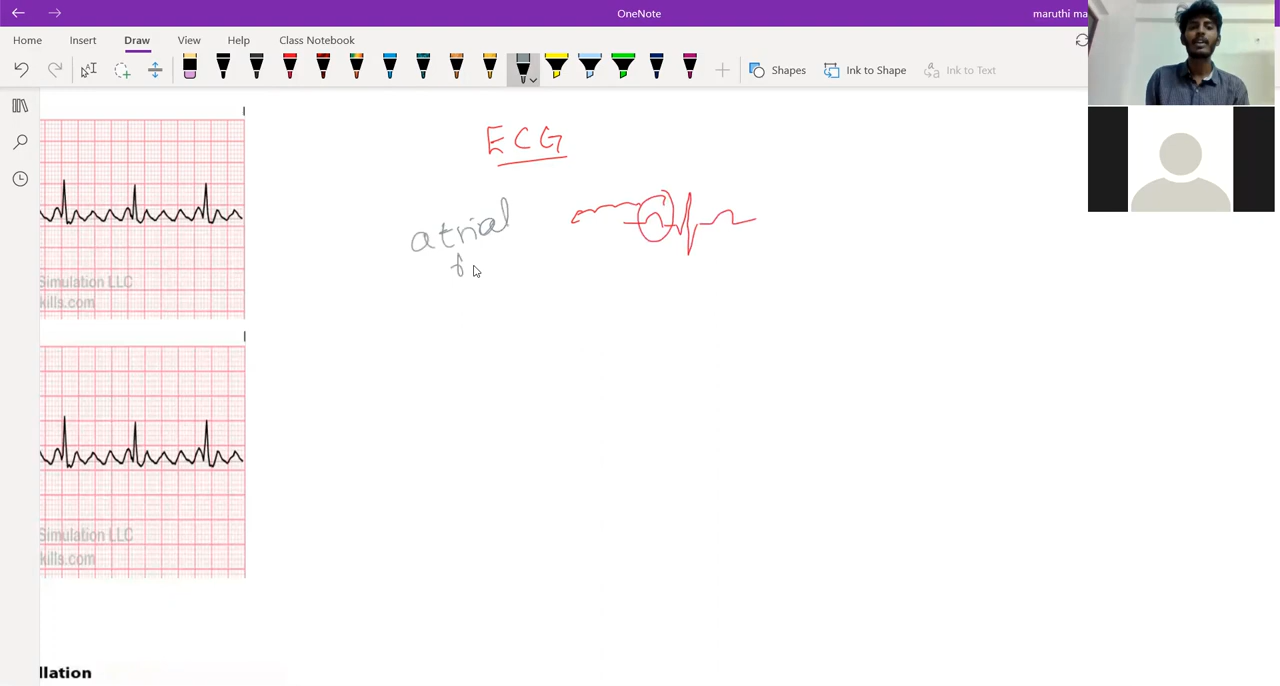 OneNote
maruthi ma
Home Insert Draw View Help Class Notebook
Shapes Ink to Shape Ink to Text
ECG
atrial
f
Simulation LLC
kills.com
Simulation LLC
kills.com
llation